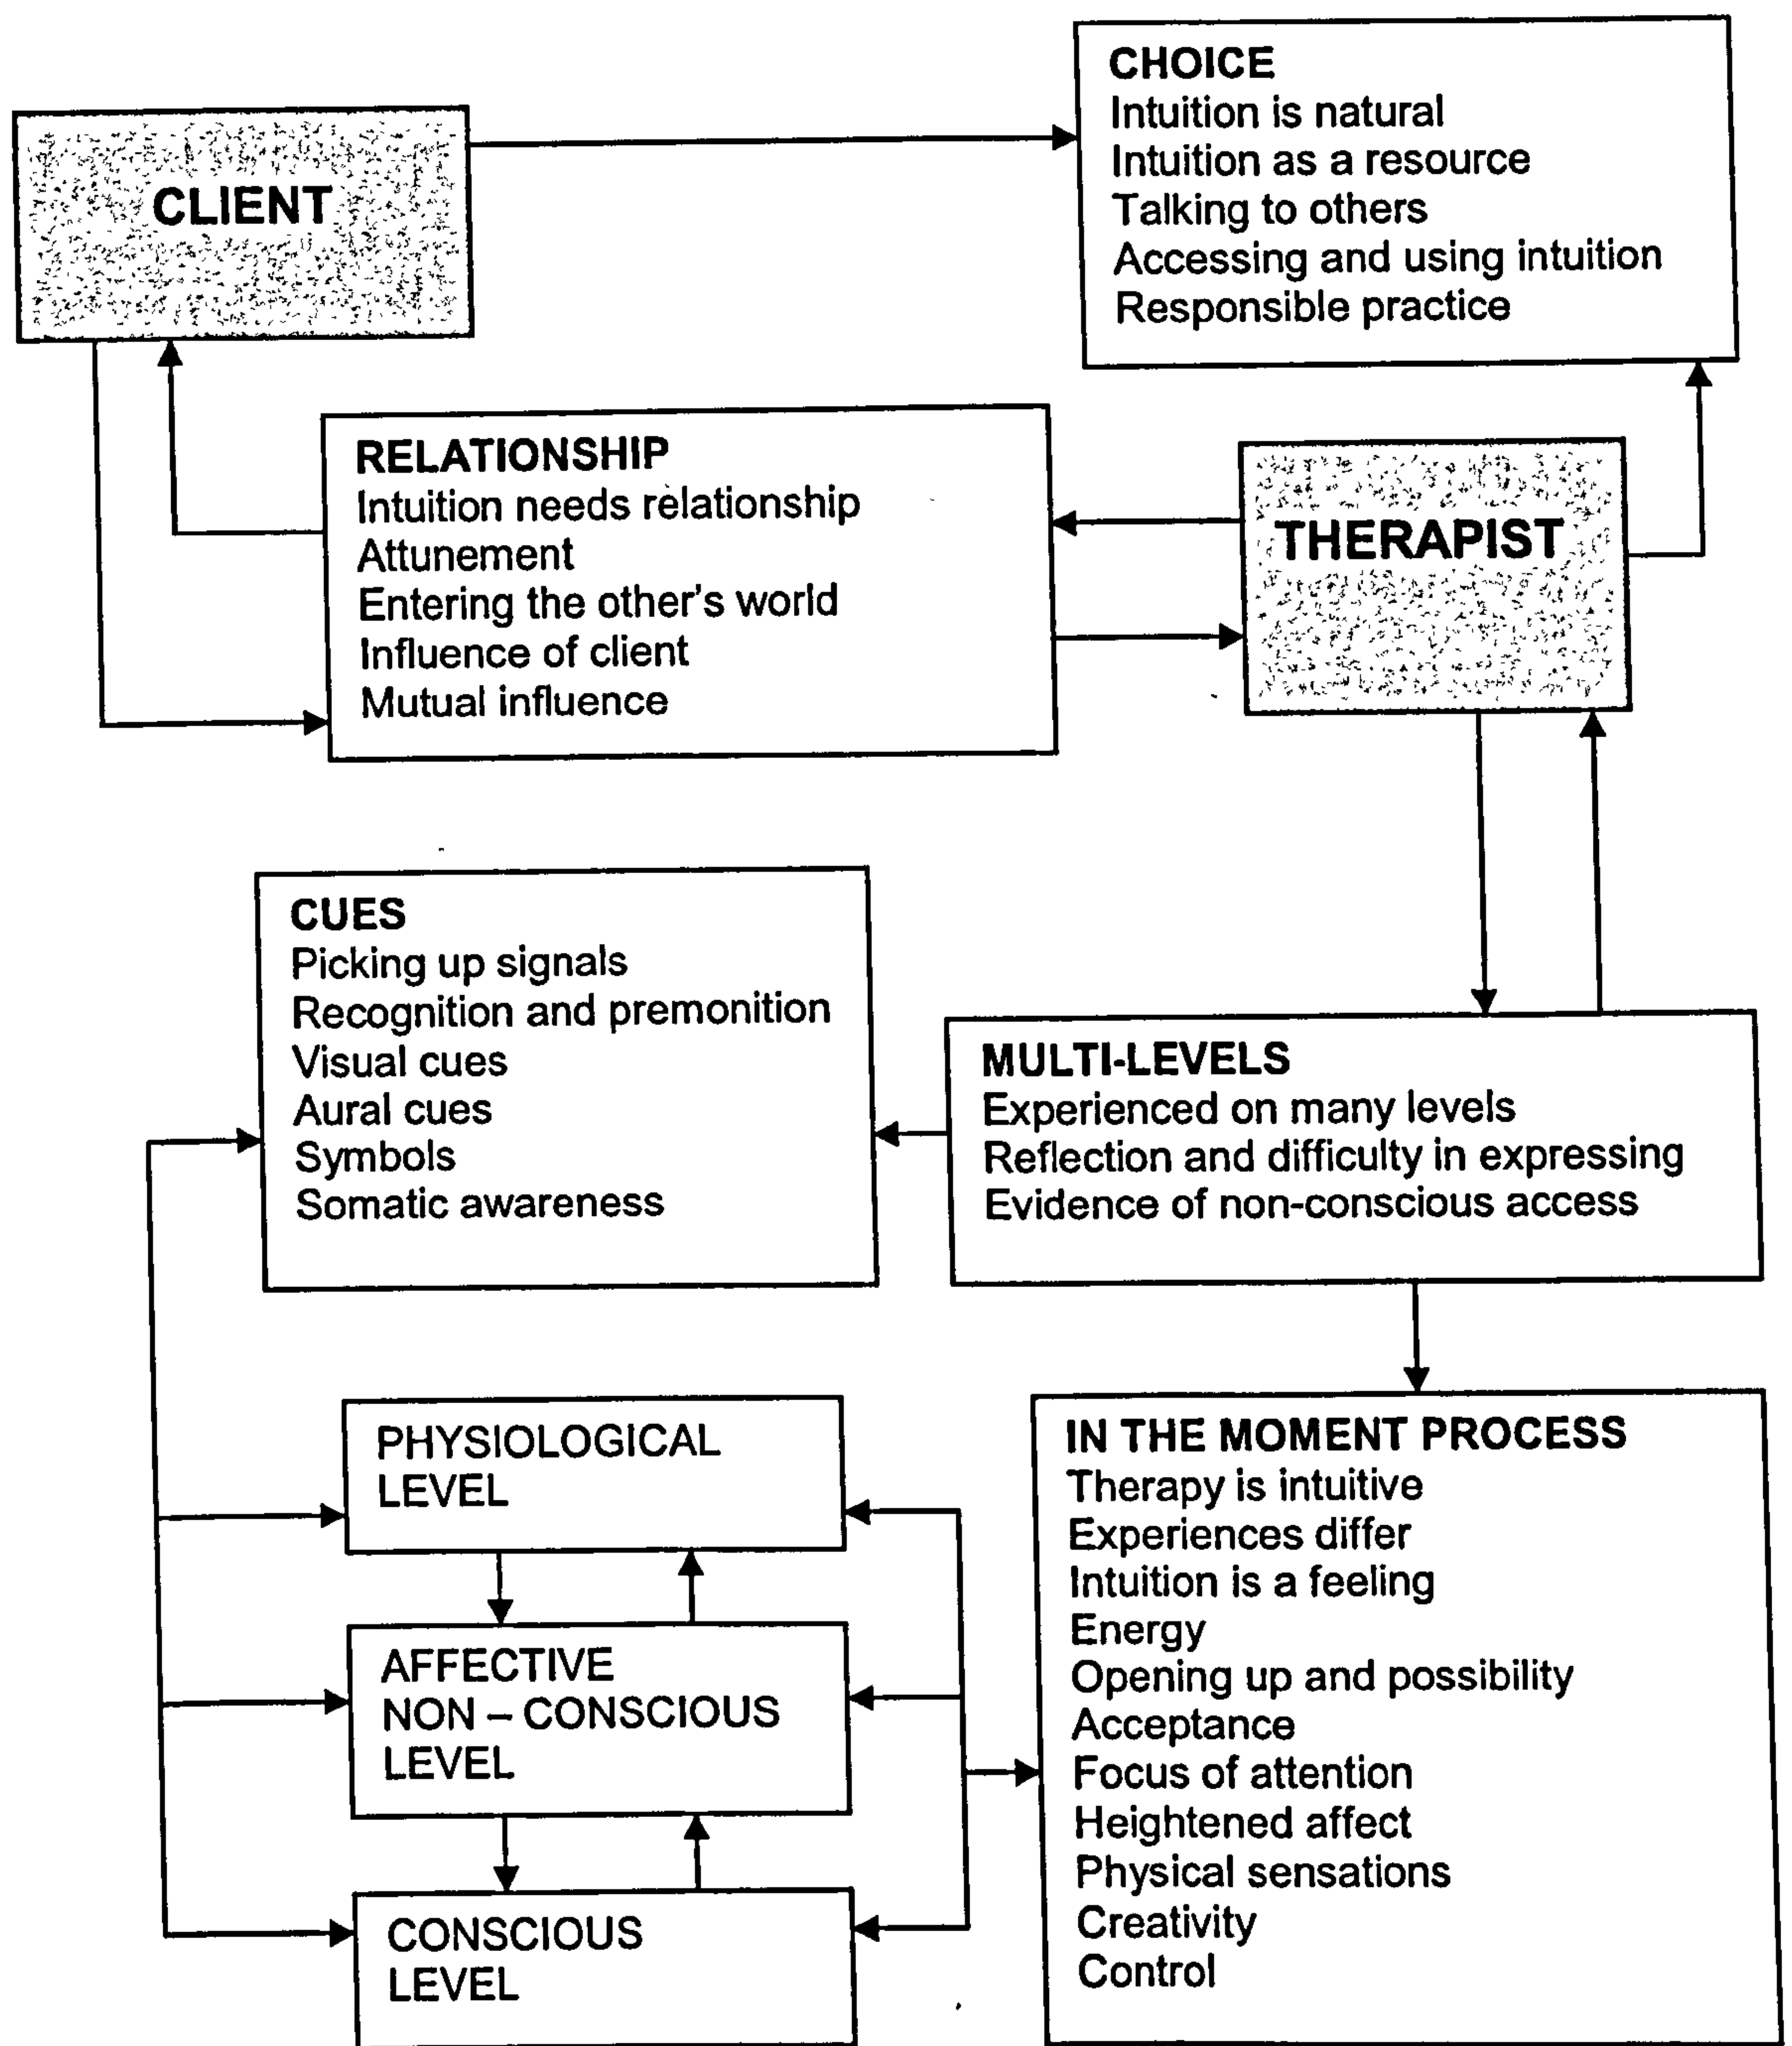 CHOICE
Intuition is natural
Intuition as a resource
Talking to others
Accessing and using intuition
Responsible practice
CLIENT
RELATIONSHIP
Intuition needs relationship
Attunement
Entering the other's world
Influence of client
Mutual influence
THERAPIST
CUES
Picking up signals
Recognition and premonition
Visual cues
Aural cues
Symbols
Somatic awareness
MULTI-LEVELS
Experienced on many levels
Reflection and difficulty in expressing
Evidence of non-conscious access
PHYSIOLOGICAL
LEVEL
AFFECTIVE
NON – CONSCIOUS
LEVEL
CONSCIOUS
LEVEL
IN THE MOMENT PROCESS
Therapy is intuitive
Experiences differ
Intuition is a feeling
Energy
Opening up and possibility
Acceptance
Focus of attention
Heightened affect
Physical sensations
Creativity
Control